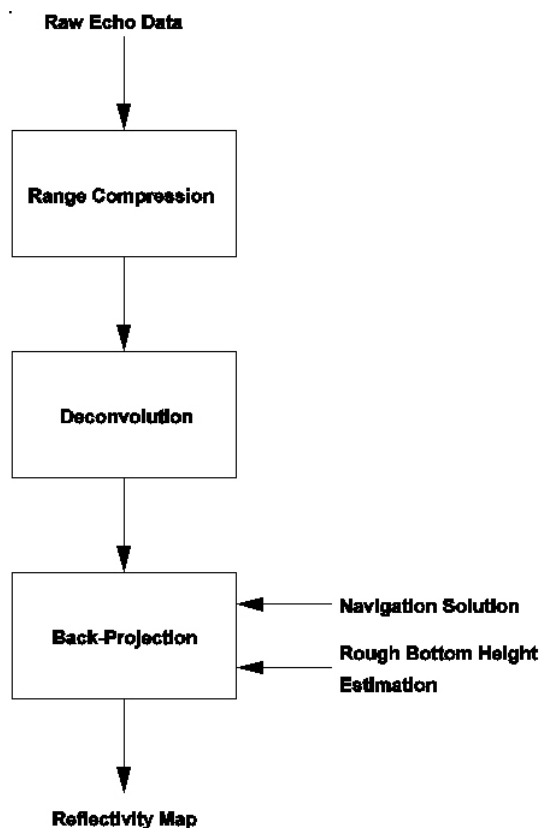 Raw Echo Data
Range Compression
Deconvolution
Back-Projection
Navigation Solution
Rough Bottom Height
Estimation
Reflectivity Map